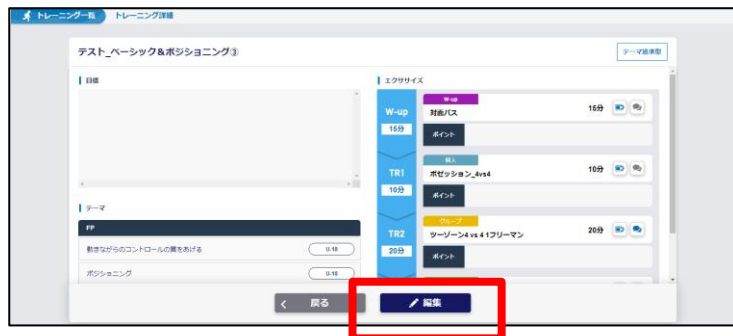 トレーニング一覧
トレーニング詳細
テスト_ベーシック&ポジショニング③
テーマ追求型
目標
エクササイズ
W-up
15分
W-up
対面パス
15分
ポイント
TR1
10分
個人
ポゼッション_4vs4
10分
ポイント
テーマ
FP
動きながらのコントロールの質をあげる
U-18
ポジショニング
U-18
TR2
20分
グループ
ツーゾーン4 vs 4 1フリーマン
20分
ポイント
戻る
編集